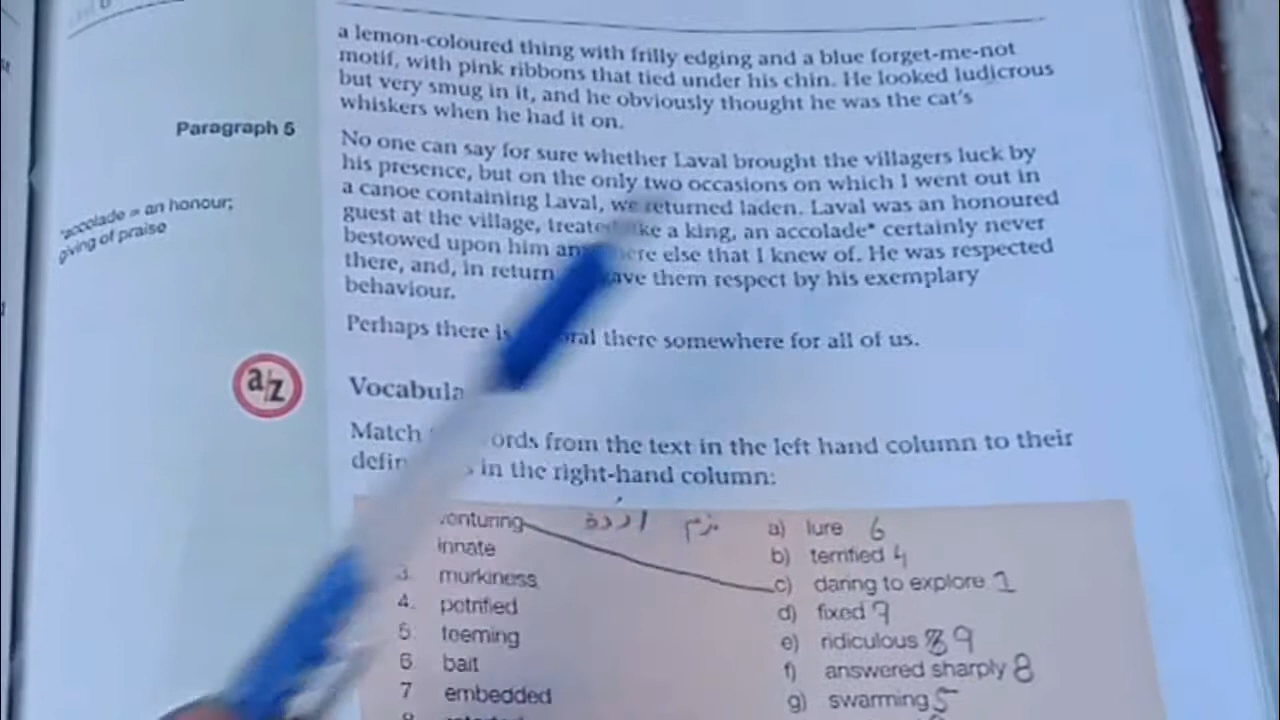 a lemon-coloured thing with frilly edging and a blue forget-me-not
motif, with pink ribbons that tied under his chin. He looked ludicrous
but very smug in it, and he obviously thought he was the cat's
whiskers when he had it on.
Paragraph 5
No one can say for sure whether Laval brought the villagers luck by
his presence, but on the only two occasions on which I went out in
a canoe containing Laval, we returned laden. Laval was an honoured
guest at the village, treated like a king, an accolade* certainly never
bestowed upon him else that I knew of. He was respected
there, and, in return gave them respect by his exemplary
behaviour.
*accolade = an honour;
giving of praise
Perhaps there is there somewhere for all of us.
a/z
Match from the text in the left hand column to their
in the right-hand column:
a) lure 6
innate
b) terrified 4
3. murkiness
c) daring to explore 1
4. petrified
d) fixed 7
5. teeming
e) ridiculous 9
6 bait
f) answered sharply 8
7 embedded
g) swarming 5